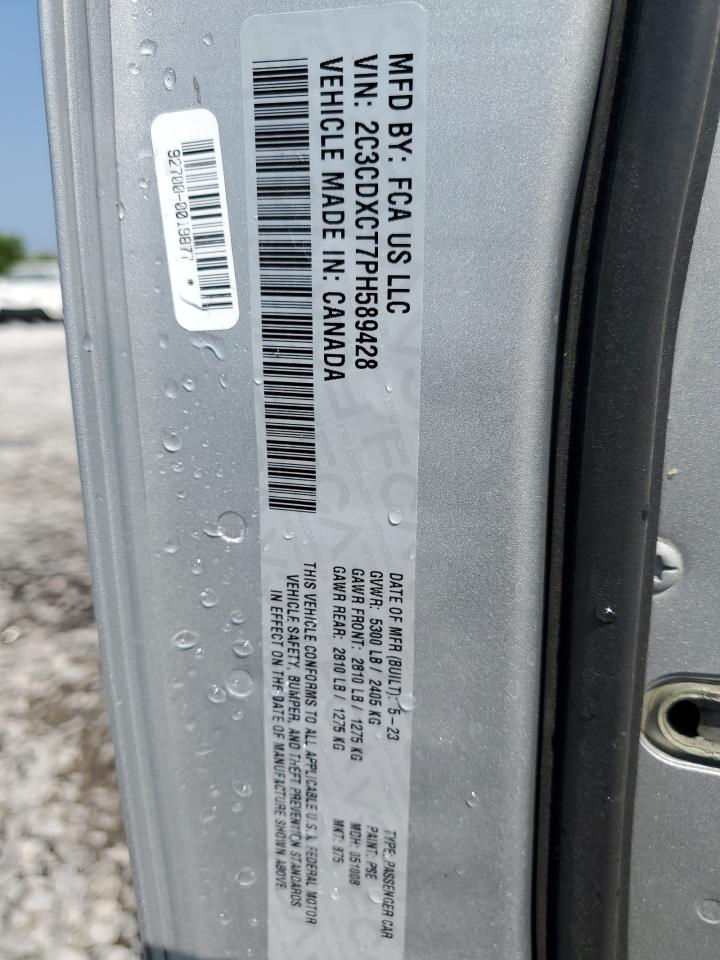 MFD BY: FCA US LLC
VIN: 2C3CDXCT7PH589428
VEHICLE MADE IN: CANADA
DATE OF MFR (BUILT): 5-23
GVWR: 5300 LB / 2405 KG
GAWR FRONT: 2810 LB / 1275 KG
GAWR REAR: 2810 LB / 1275 KG
TYPE: PASSENGER CAR
PAINT: PSE
MDH: 051008
MKT: 875
THIS VEHICLE CONFORMS TO ALL APPLICABLE U.S.A. FEDERAL MOTOR
VEHICLE SAFETY, BUMPER, AND THEFT PREVENTION STANDARDS
IN EFFECT ON THE DATE OF MANUFACTURE SHOWN ABOVE.
92700-0019877